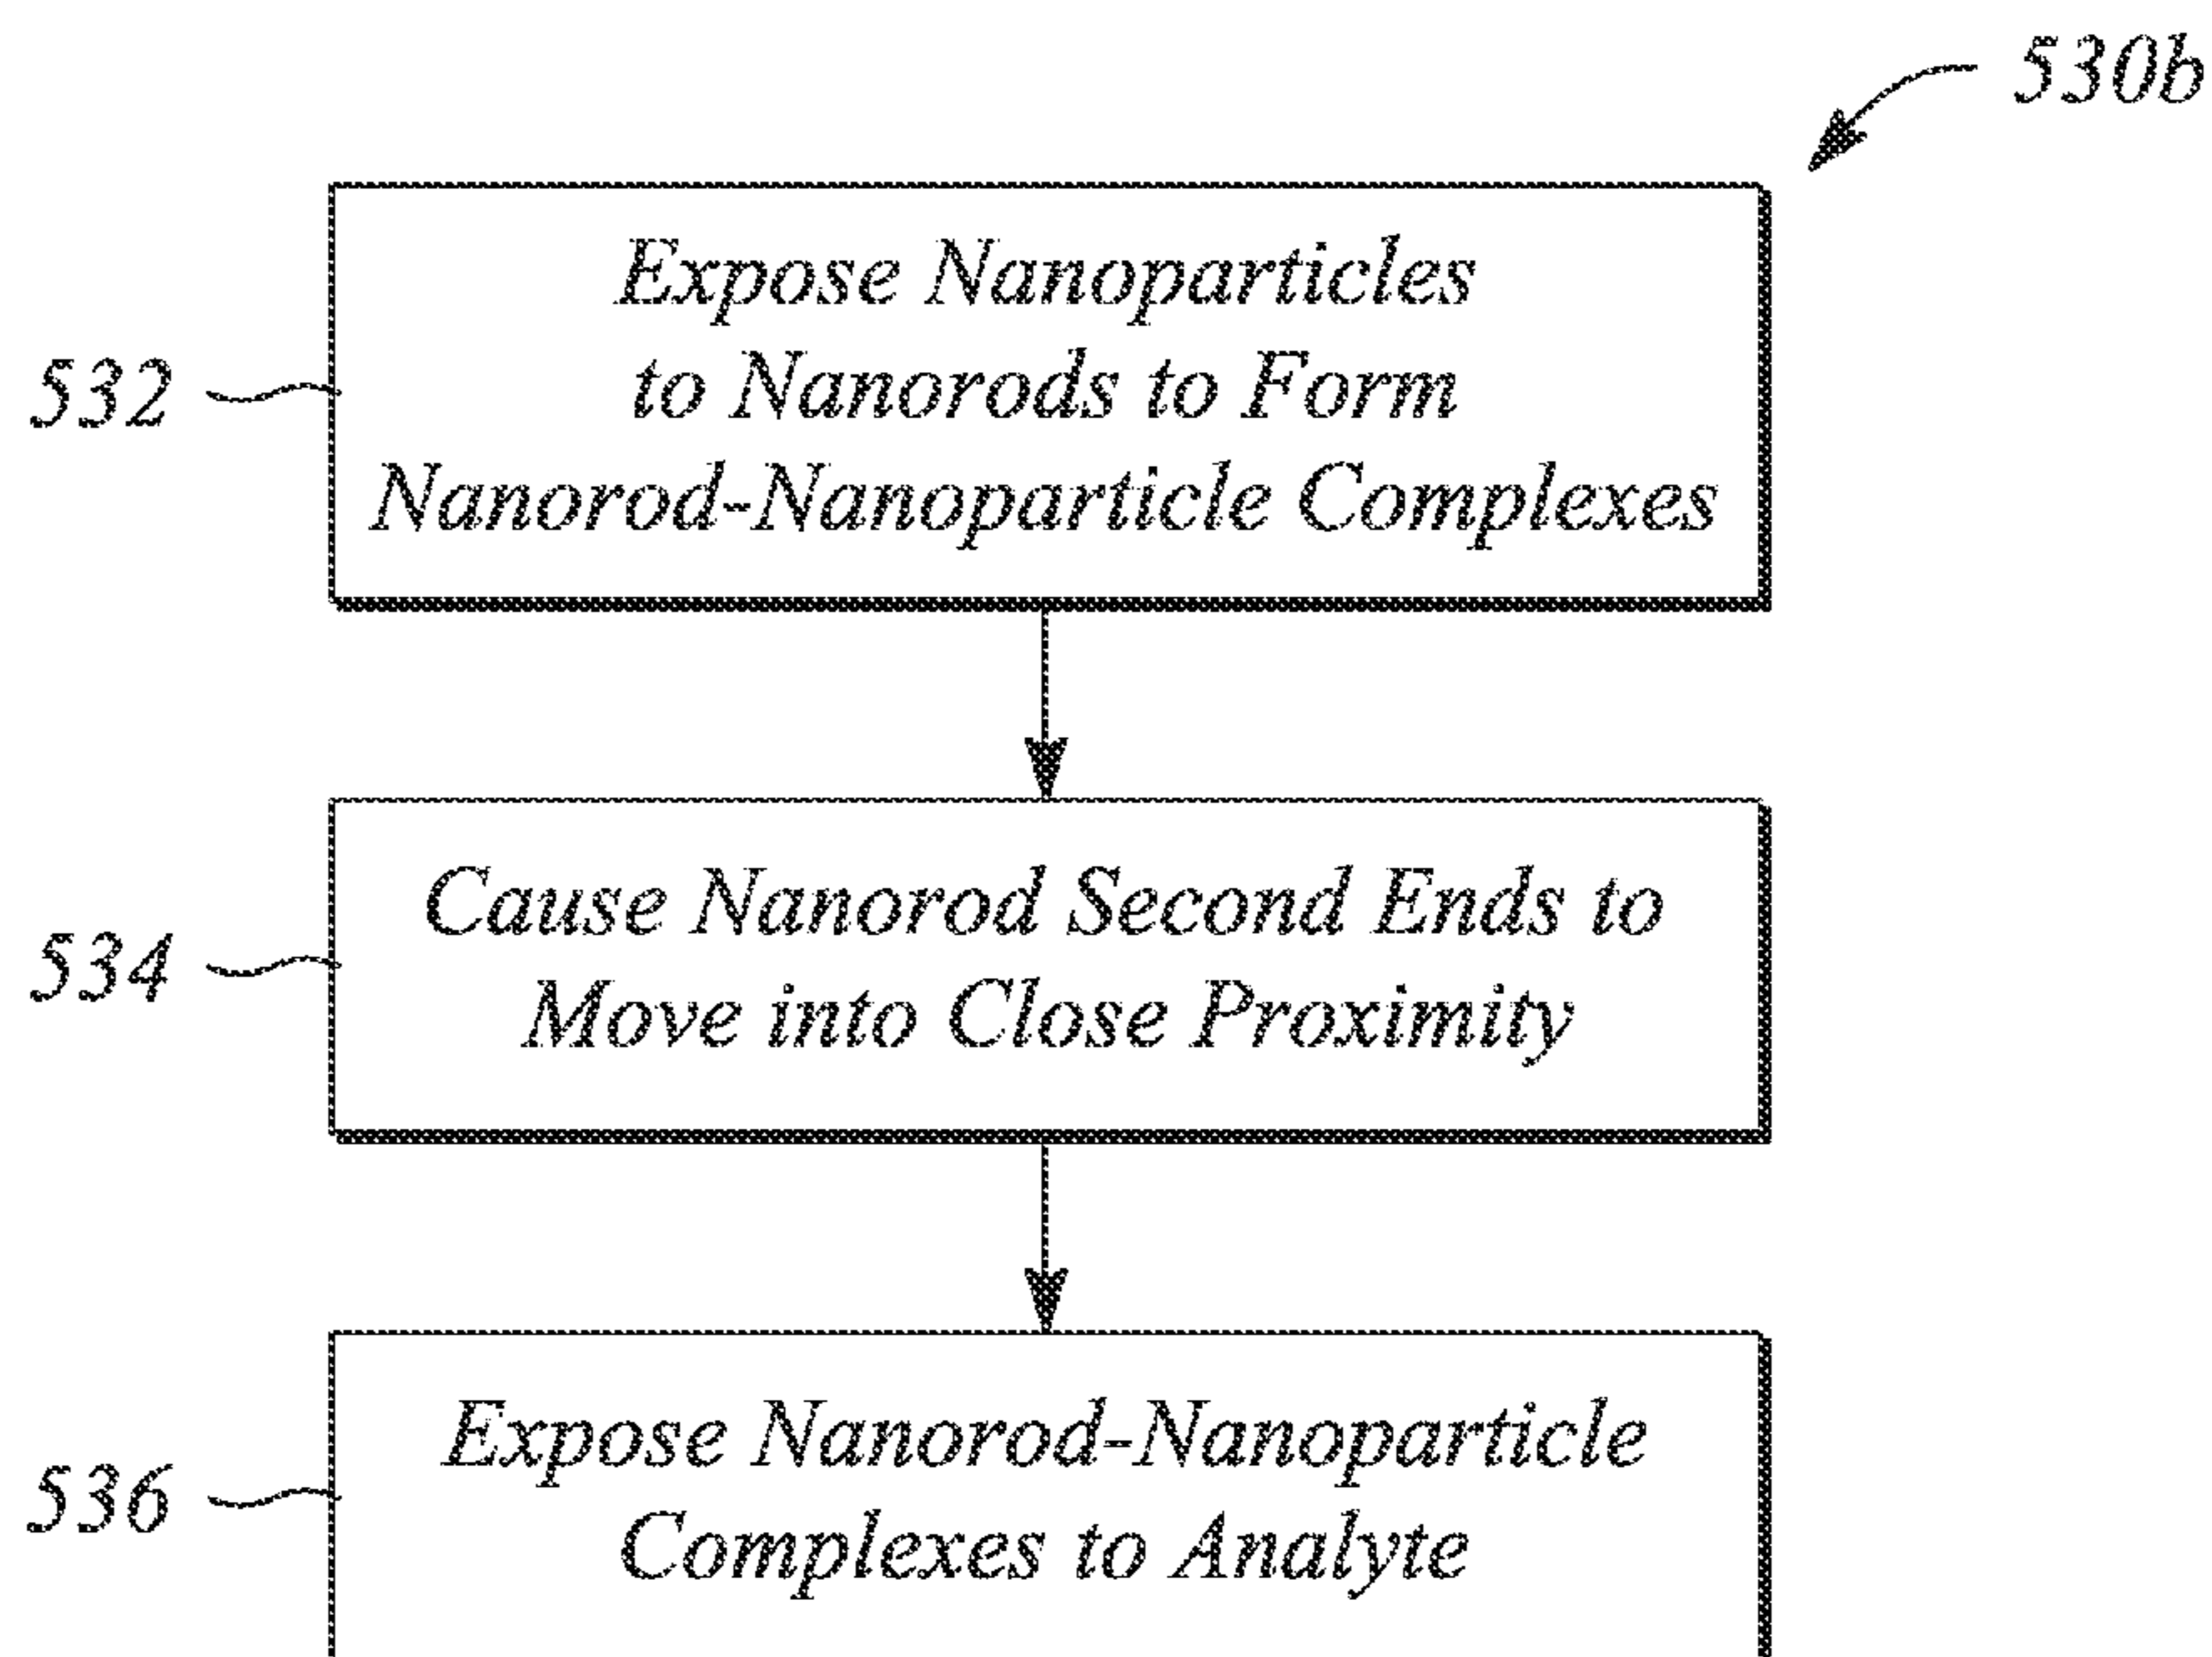 530b
Expose Nanoparticles
to Nanorods to Form
Nanorod-Nanoparticle Complexes
532
Cause Nanorod Second Ends to
Move into Close Proximity
534
Expose Nanorod-Nanoparticle
Complexes to Analyte
536